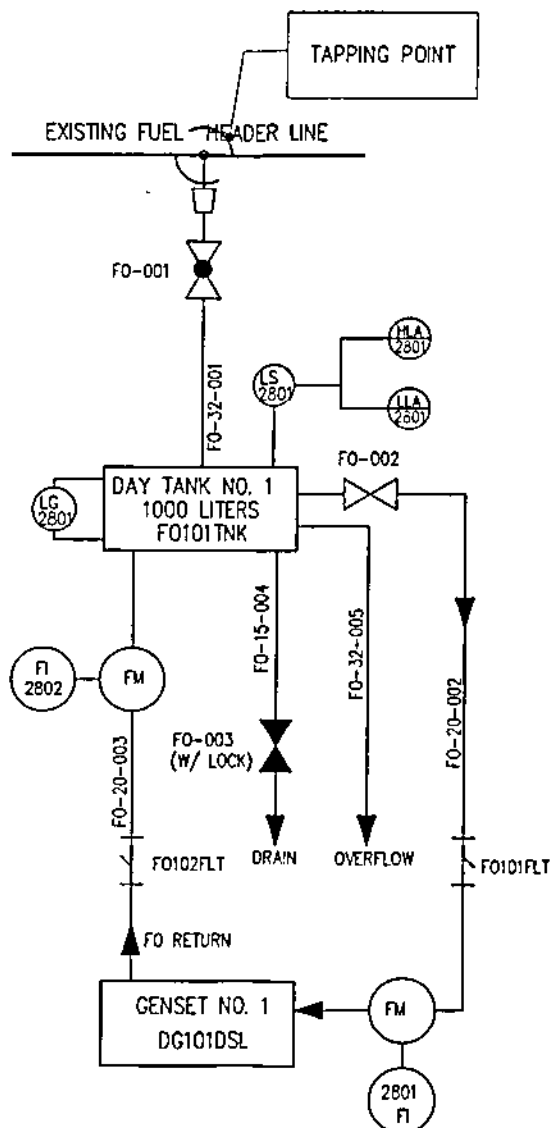 TAPPING POINT
EXISTING FUEL HEADER LINE
FO-001
FO-32-001
HLA
2801
LS
2801
LLA
2801
FO-002
DAY TANK NO. 1
1000 LITERS
FO101TNK
LG
2801
FO-15-004
FO-32-005
FO-20-002
FI
2802
FM
FO-20-003
FO-003
(W/ LOCK)
DRAIN
OVERFLOW
FO102FLT
FO101FLT
FO RETURN
GENSET NO. 1
DG101DSL
FM
2801
FI